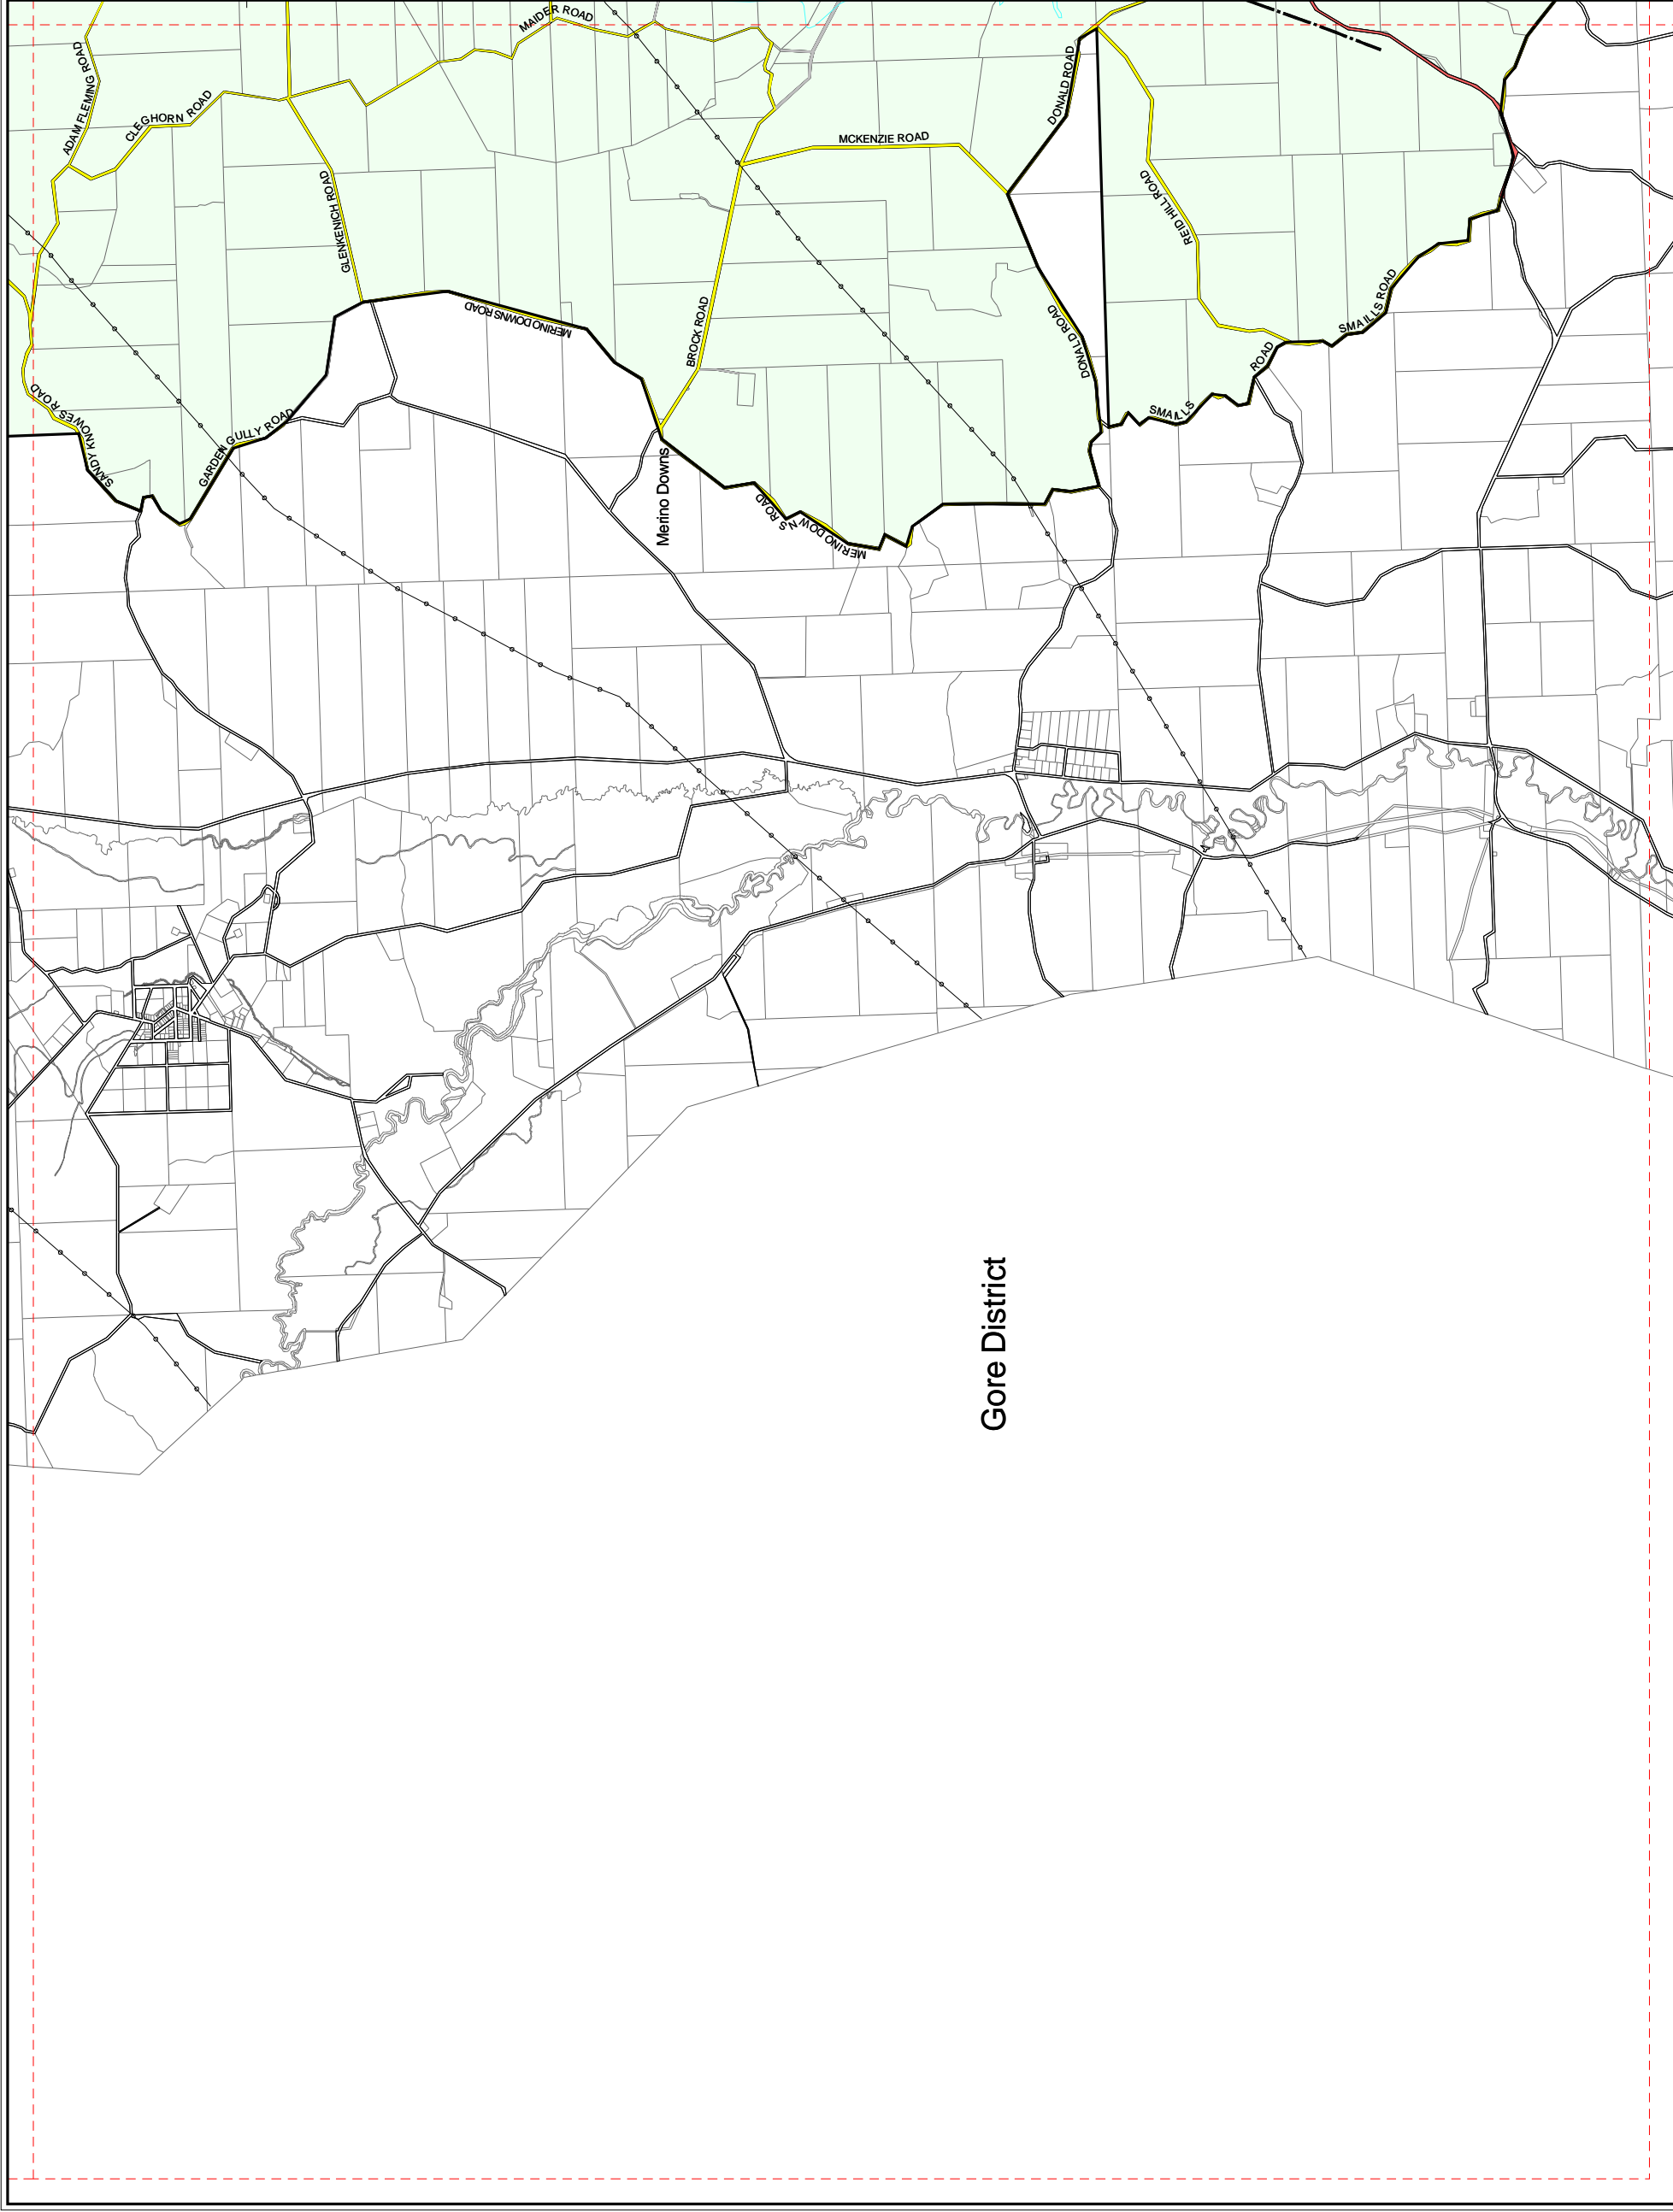 ADAM FLEMING ROAD
CLEGHORN ROAD
MAIDER ROAD
DONALD ROAD
MCKENZIE ROAD
GLENKENICH ROAD
REID HILL ROAD
MERINO DOWNS ROAD
BROCK ROAD
DONALD ROAD
SMAILLS ROAD
SANDY KNOWES ROAD
GARDEN GULLY ROAD
SMAILLS ROAD
Merino Downs
MERINO DOWNS ROAD
Gore District